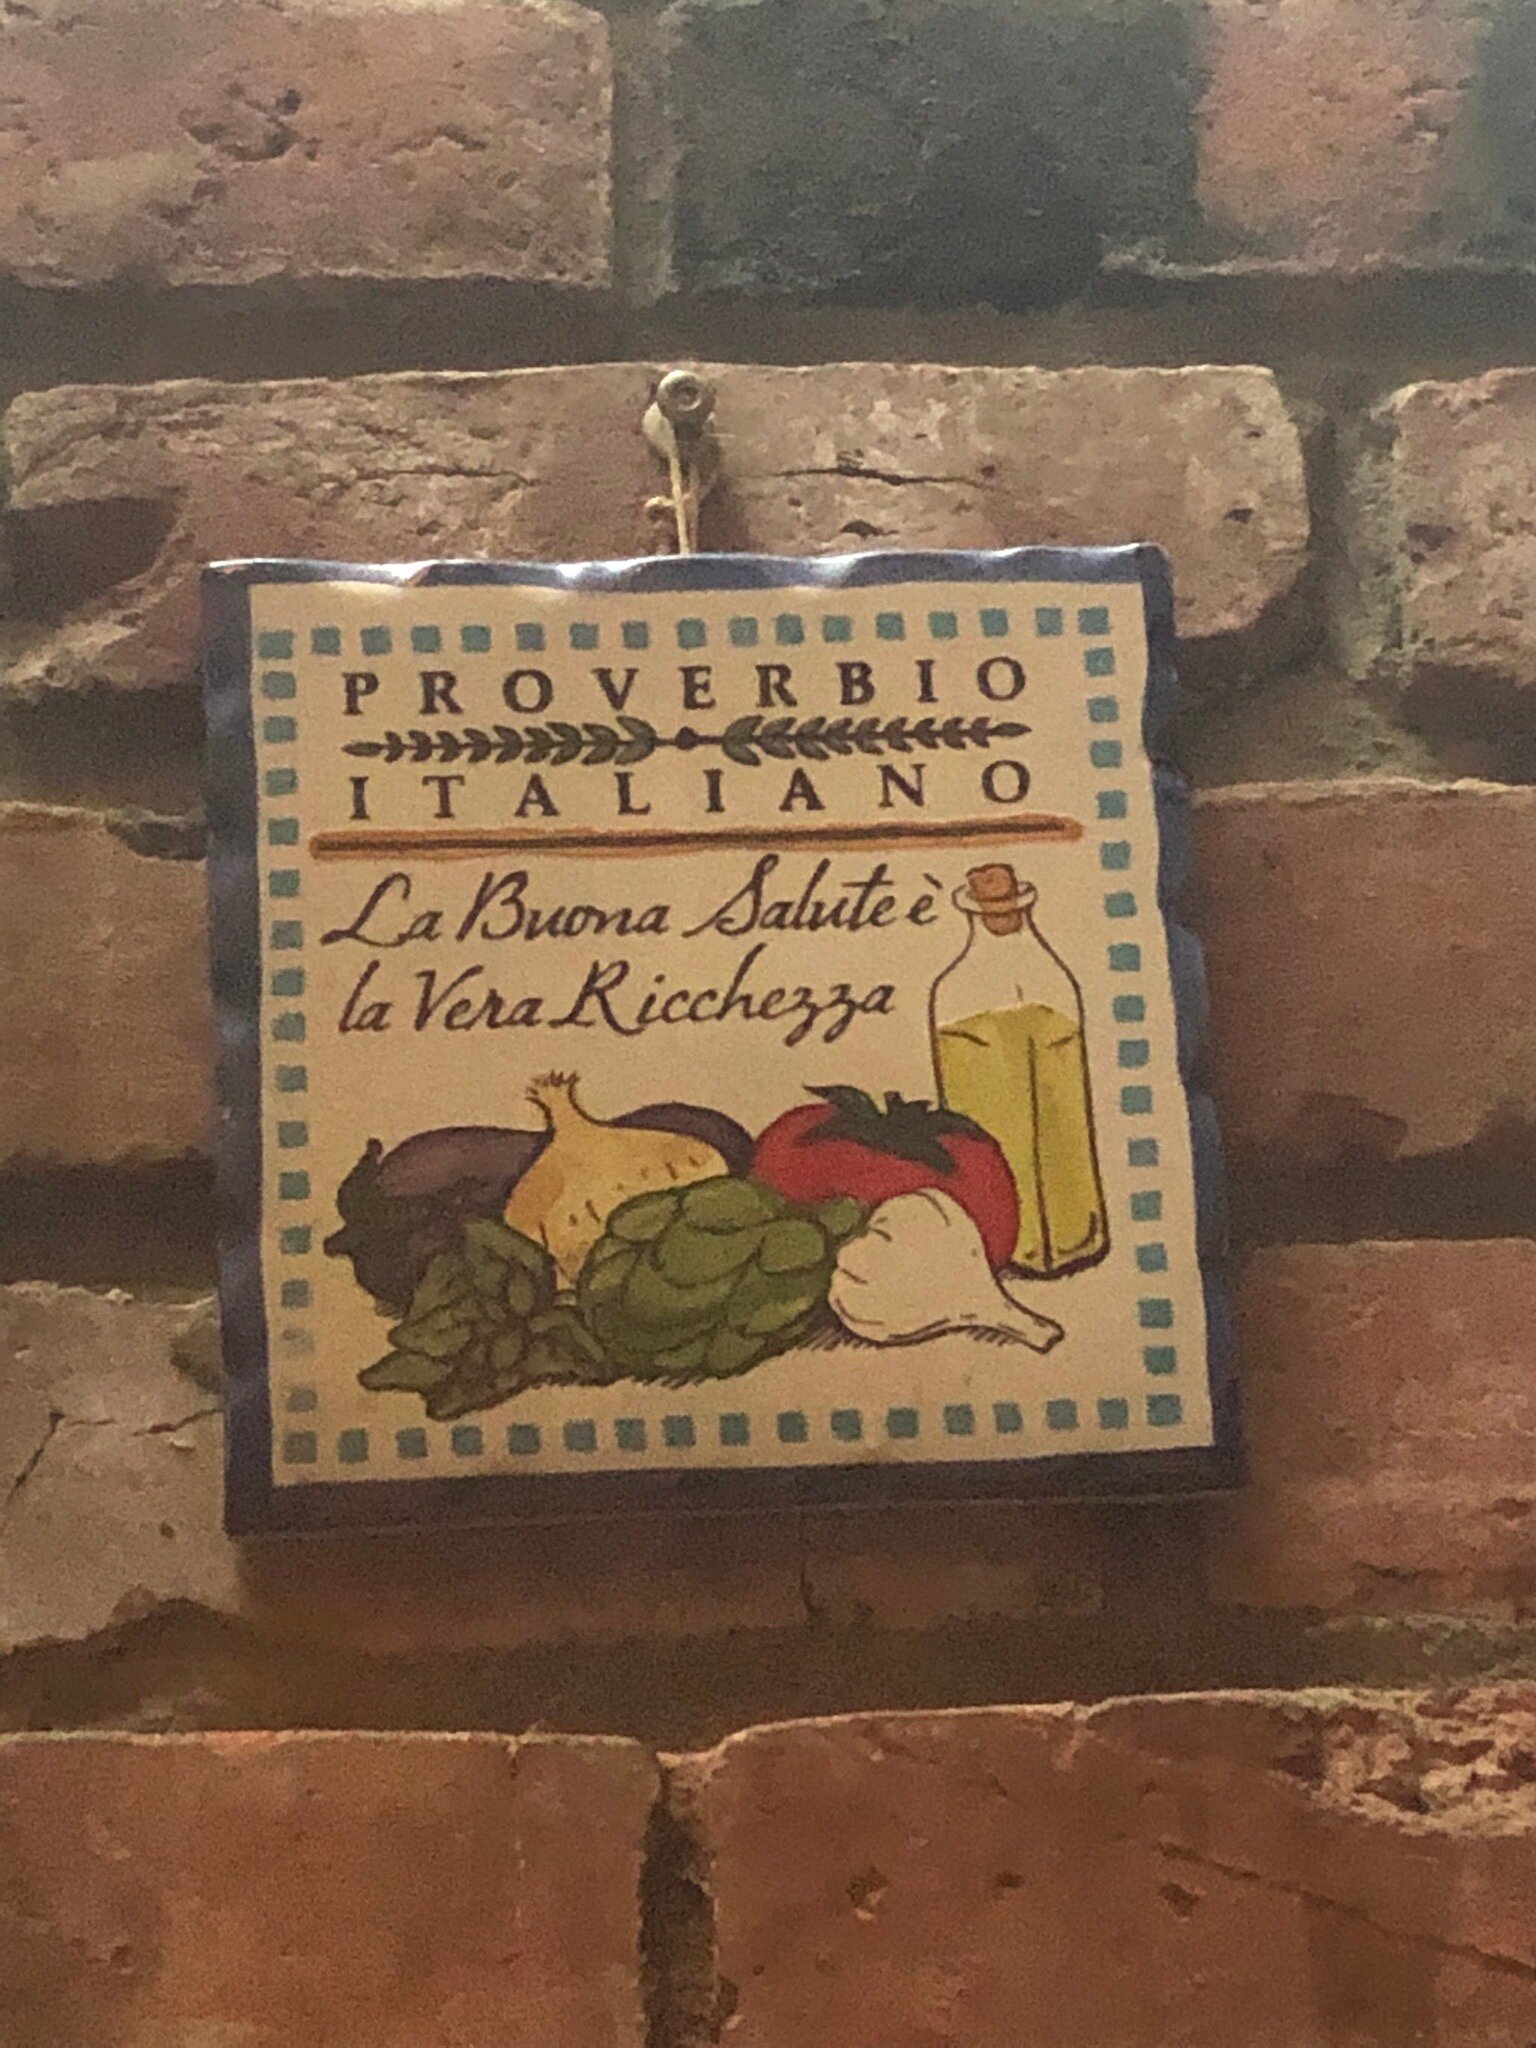 PROVERBIO
ITALIANO
La Buona Salute è
la Vera Ricchezza